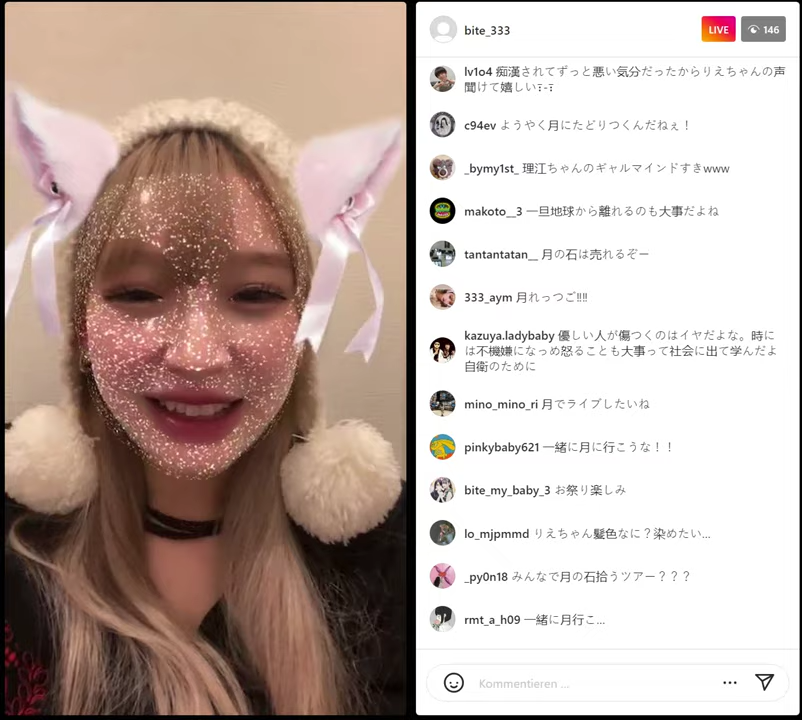 bite_333
LIVE
146
lv1o4 痴漢されてずっと悪い気分だったからりえちゃんの声
聞けて嬉しい
c94ev ようやく月にたどりつくんだねぇ！
_bymy1st_ 理江ちゃんのギャルマインドすきwww
makoto__3 一旦地球から離れるのも大事だよね
tantantatan__ 月の石は売れるぞー
333_aym 月れっつご!!!!
kazuya.ladybaby 優しい人が傷つくのはイヤだよな。時に
は不機嫌になっめ怒ることも大事って社会に出て学んだよ
自衛のために
mino_mino_ri 月でライブしたいね
pinkybaby621 一緒に月に行こうな！！
bite_my_baby_3 お祭り楽しみ
lo_mjpmmd りえちゃん髪色なに？染めたい...
_py0n18 みんなで月の石拾うツアー？？？
rmt_a_h09 一緒に月行こ...
Kommentieren ...